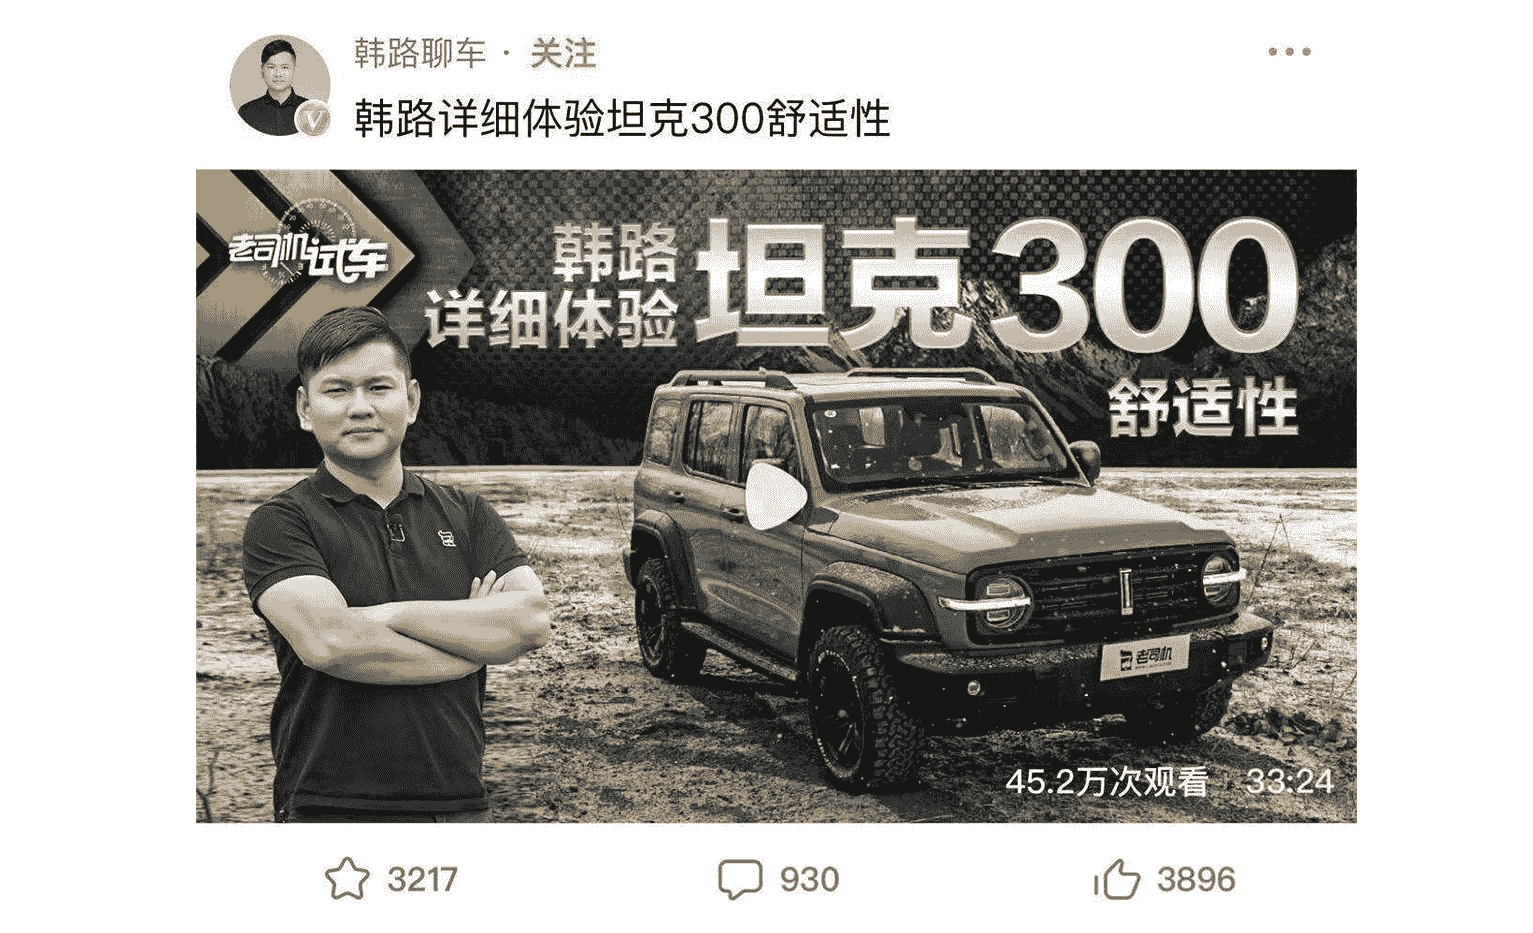 韩路聊车 · 关注
韩路详细体验坦克300舒适性
老司机试车
韩路
详细体验
坦克300
舒适性
老司机
45.2万次观看 33:24
3217
930
3896